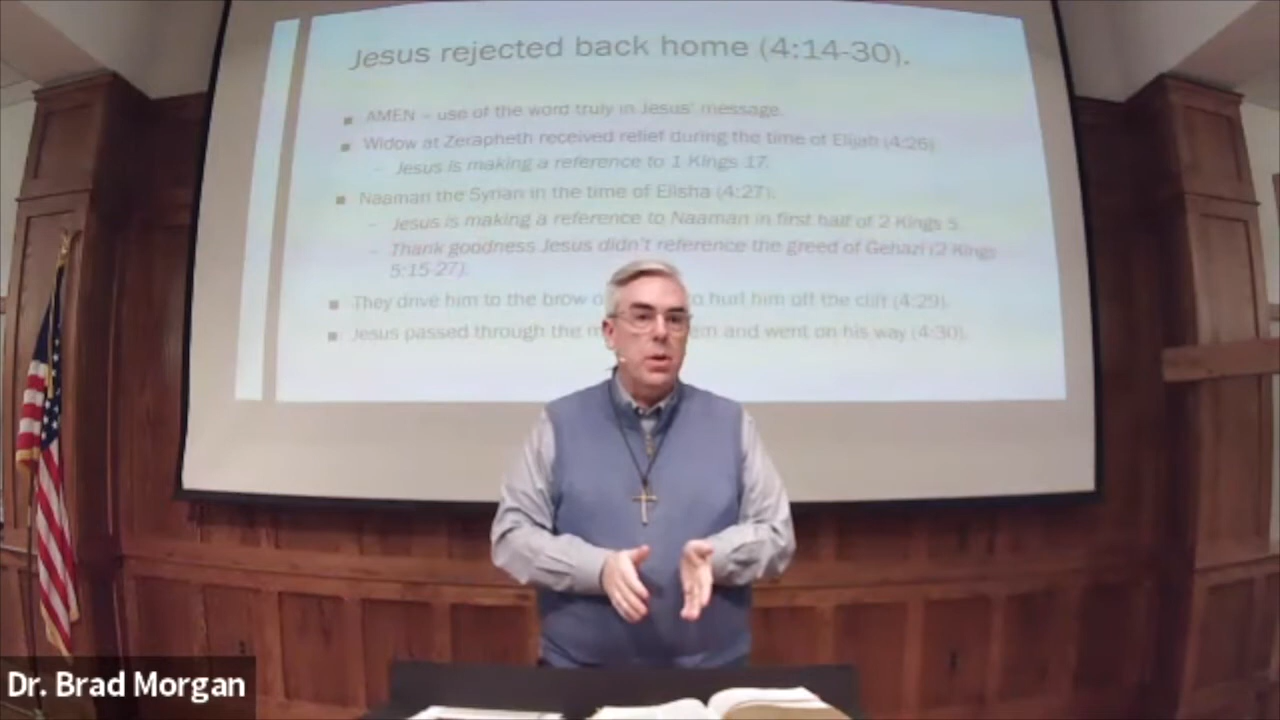 Jesus rejected back home (4:14-30).
▪ AMEN – use of the word truly in Jesus' message.
▪ Widow at Zerapheth received relief during the time of Elijah (4:26)
– Jesus is making a reference to 1 Kings 17.
▪ Naaman the Syrian in the time of Elisha (4:27).
– Jesus is making a reference to Naaman in first half of 2 Kings 5.
– Thank goodness Jesus didn't reference the greed of Gehazi (2 Kings
5:15-27).
▪ They drive him to the brow o to hurl him off the cliff (4:29).
▪ Jesus passed through the m em and went on his way (4:30).
Dr. Brad Morgan